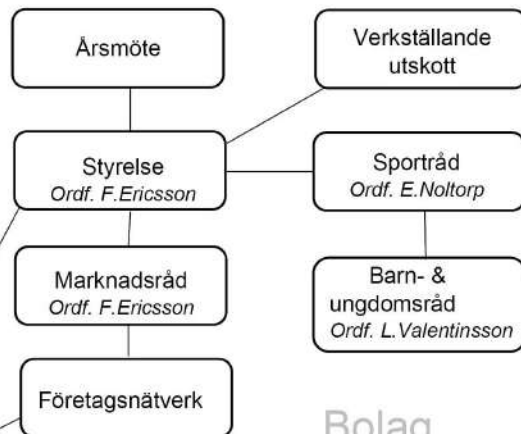 Årsmöte
Verkställande
utskott
Styrelse
Ordf. F.Ericsson
Sportråd
Ordf. E.Noltorp
Marknadsråd
Ordf. F.Ericsson
Barn- &
ungdomsråd
Ordf. L.Valentinsson
Företagsnätverk
Bolag